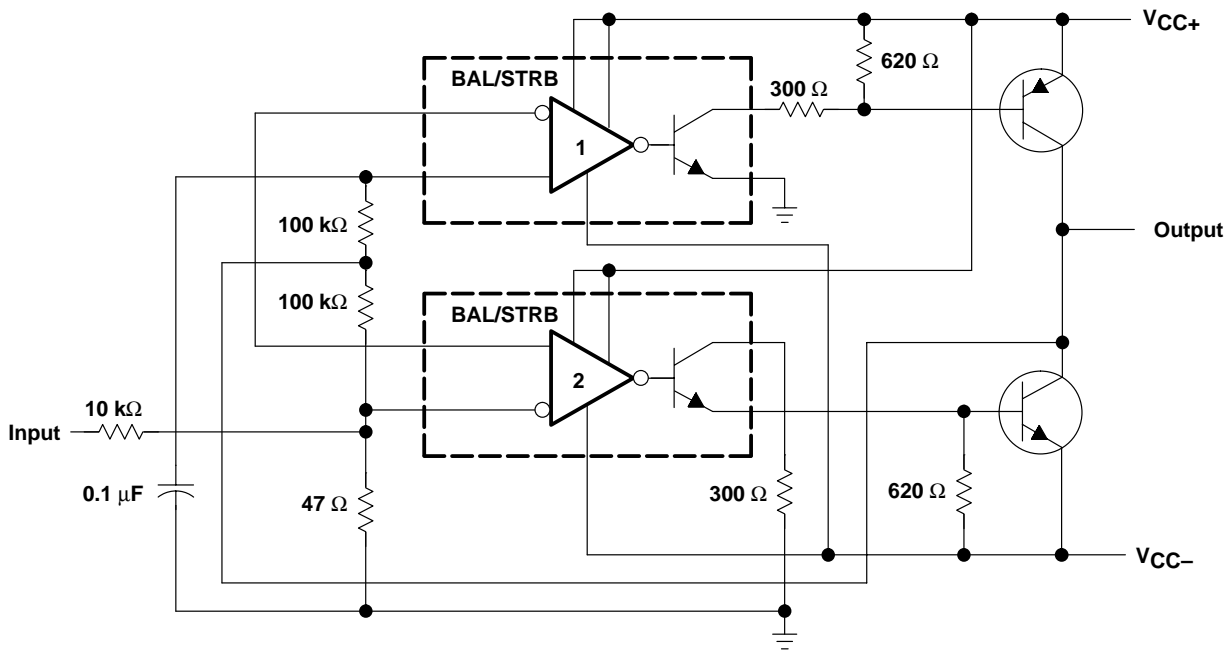 VCC+
BAL/STRB
620 Ω
300 Ω
1
100 kΩ
Output
100 kΩ
BAL/STRB
2
10 kΩ
Input
0.1 μF
47 Ω
300 Ω
620 Ω
VCC–